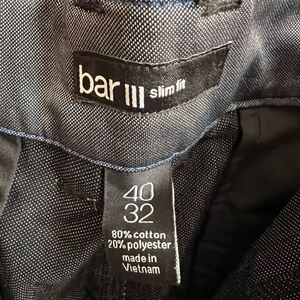 bar III slim fit
40
32
80% cotton
20% polyester
made in
Vietnam